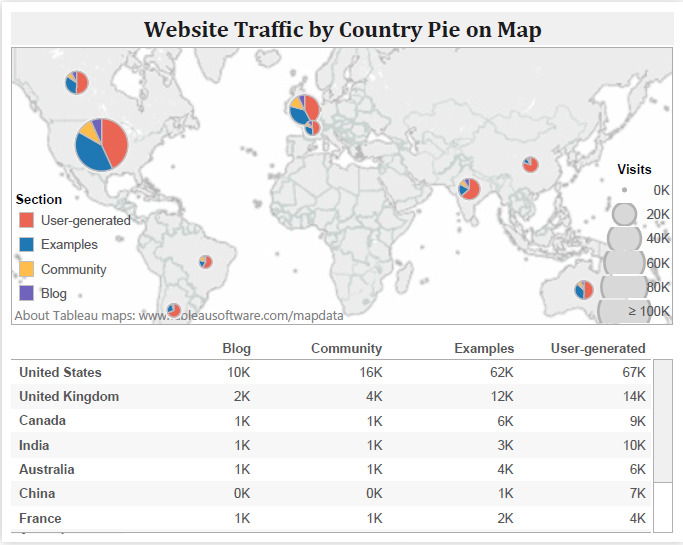 Website Traffic by Country Pie on Map
Visits
0K
20K
40K
60K
80K
≥ 100K
Section
User-generated
Examples
Community
Blog
About Tableau maps: www.tableausoftware.com/mapdata
Blog Community Examples User-generated
United States 10K 16K 62K 67K
United Kingdom 2K 4K 12K 14K
Canada 1K 1K 6K 9K
India 1K 1K 3K 10K
Australia 1K 1K 4K 6K
China 0K 0K 1K 7K
France 1K 1K 2K 4K